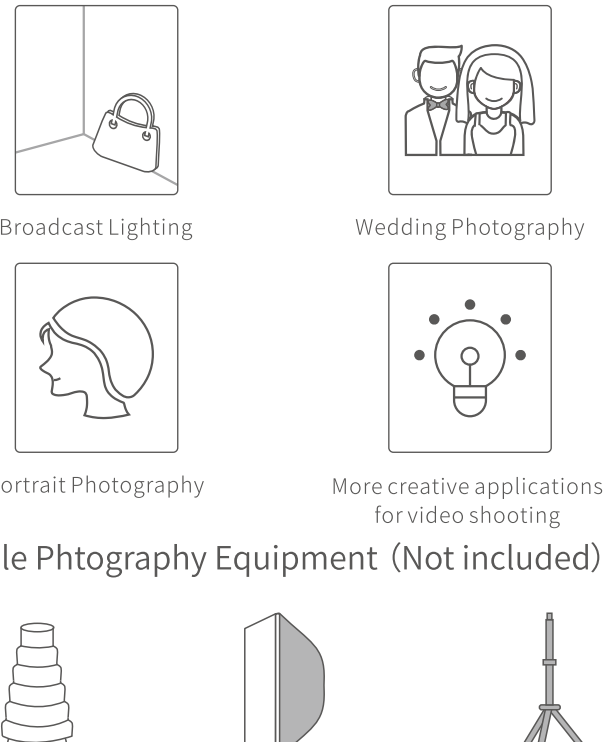 Broadcast Lighting
Wedding Photography
ortrait Photography
More creative applications
for video shooting
le Phtography Equipment (Not included)